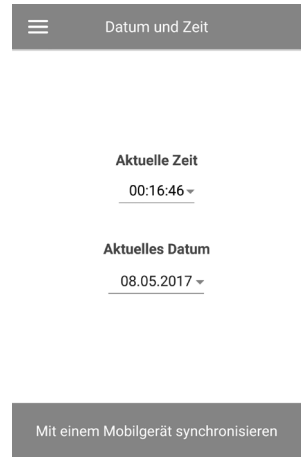 Datum und Zeit
Aktuelle Zeit
00:16:46
Aktuelles Datum
08.05.2017
Mit einem Mobilgerät synchronisieren